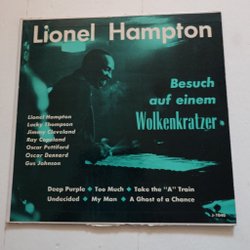 Lionel Hampton
Besuch
auf einem
Wolkenkratzer
Lionel Hampton
Lucky Thompson
Jimmy Cleveland
Ray Copeland
Oscar Pettiford
Oscar Dennard
Gus Johnson
Deep Purple ◆ Too Much ◆ Take the "A" Train
Undecided ◆ My Man ◆ A Ghost of a Chance